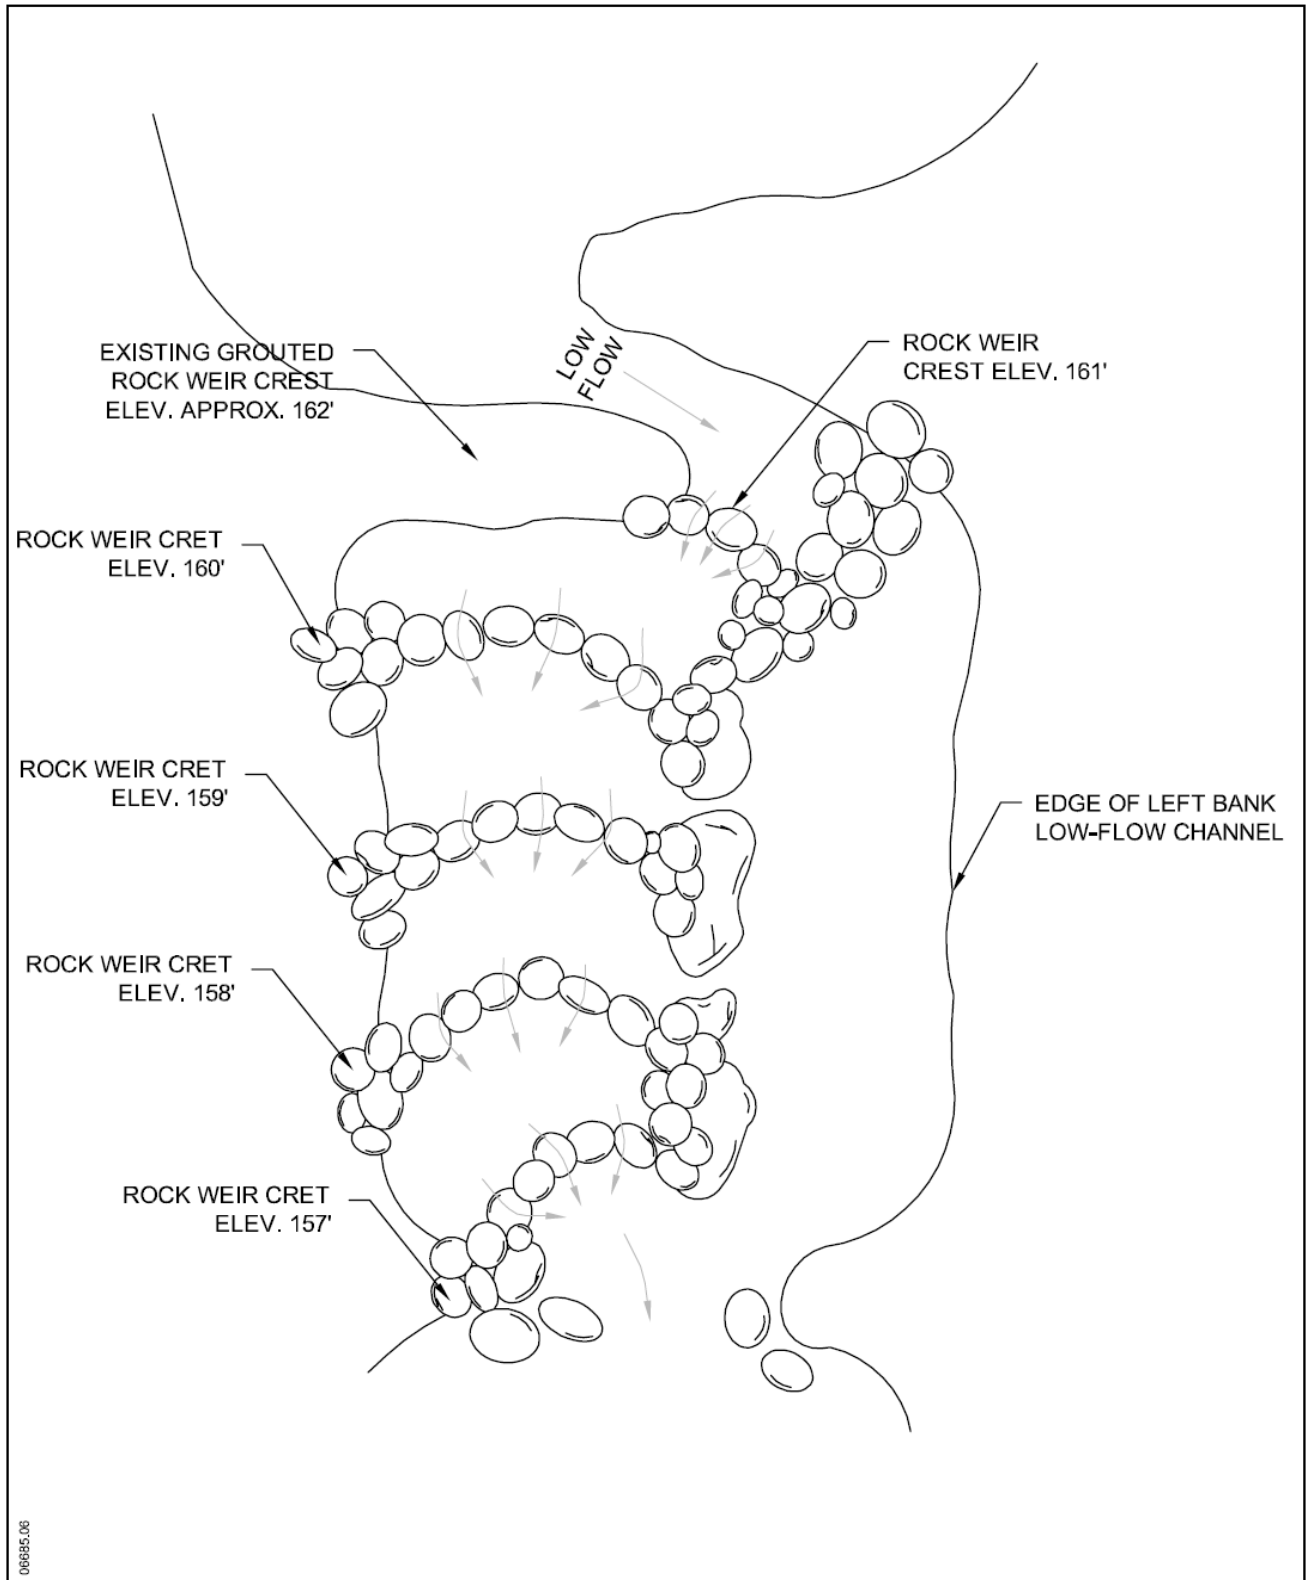 LOW
FLOW
EXISTING GROUTED
ROCK WEIR CREST
ELEV. APPROX. 162'
ROCK WEIR
CREST ELEV. 161'
ROCK WEIR CRET
ELEV. 160'
ROCK WEIR CRET
ELEV. 159'
EDGE OF LEFT BANK
LOW-FLOW CHANNEL
ROCK WEIR CRET
ELEV. 158'
ROCK WEIR CRET
ELEV. 157'
06685.06